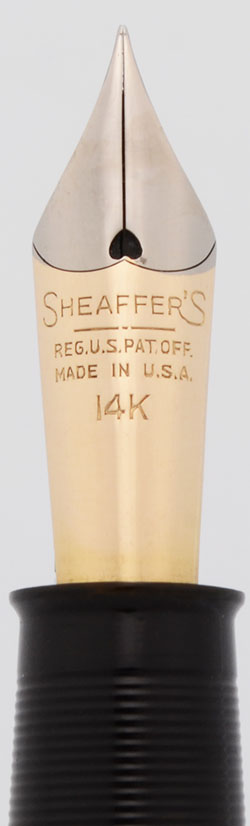 SHEAFFER'S
REG.U.S.PAT.OFF.
MADE IN U.S.A.
14K